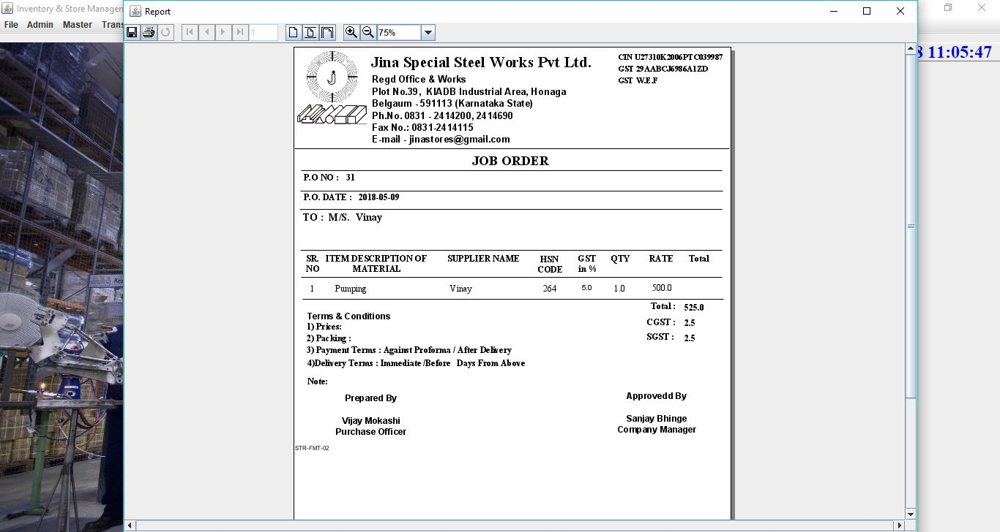 Inventory & Store Managem
Report
File Admin Master Trans
1
75%
8 11:05:47
J
Jina Special Steel Works Pvt Ltd.
CIN U27310K2006PTC039987
GST 29AABCJ6986A1ZD
GST W.E.F
Regd Office & Works
Plot No.39, KIADB Industrial Area, Honaga
Belgaum - 591113 (Karnataka State)
Ph.No. 0831 - 2414200, 2414690
Fax No.: 0831-2414115
E-mail - jinastores@gmail.com
JOB ORDER
P.O NO : 31
P.O. DATE : 2018-05-09
TO : M/S. Vinay
SR. ITEM DESCRIPTION OF SUPPLIER NAME HSN GST QTY RATE Total
NO MATERIAL CODE in %
1 Pumping Vinay 264 5.0 1.0 500.0
Total : 525.0
Terms & Conditions
CGST : 2.5
1) Prices:
2) Packing :
SGST : 2.5
3) Payment Terms : Against Proforma / After Delivery
4)Delivery Terms : Immediate /Before Days From Above
Note:
Prepared By Approvedd By
Vijay Mokashi Sanjay Bhinge
Purchase Officer Company Manager
STR-FMT-02